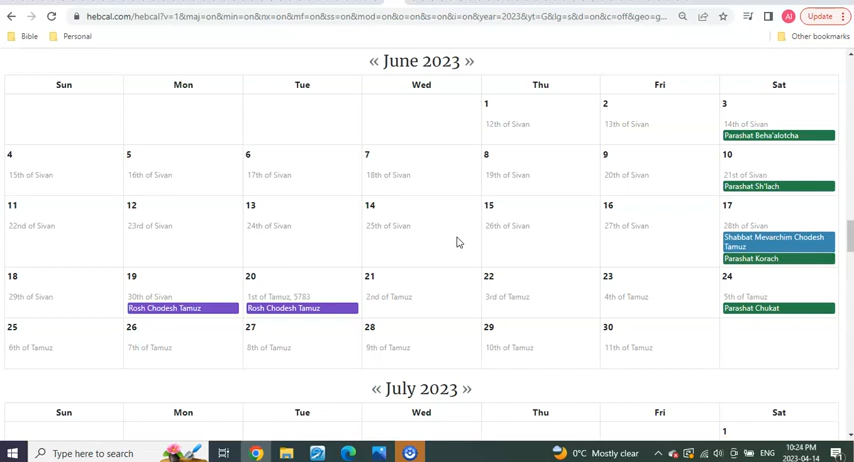 hebcal.com/hebcal?v=1&maj=on&min=on&nx=on&mf=on&ss=on&mod=on&o=on&s=on&i=on&year=2023&yt=G&lg=s&d=on&c=off&geo=g...
AI
Update
Bible
Personal
Other bookmarks
« June 2023 »
Sun Mon Tue Wed Thu Fri Sat
1 2 3
12th of Sivan 13th of Sivan 14th of Sivan
Parashat Beha'alotcha
4 5 6 7 8 9 10
15th of Sivan 16th of Sivan 17th of Sivan 18th of Sivan 19th of Sivan 20th of Sivan 21st of Sivan
Parashat Sh'lach
11 12 13 14 15 16 17
22nd of Sivan 23rd of Sivan 24th of Sivan 25th of Sivan 26th of Sivan 27th of Sivan 28th of Sivan
Shabbat Mevarchim Chodesh
Tamuz
Parashat Korach
18 19 20 21 22 23 24
29th of Sivan 30th of Sivan 1st of Tamuz, 5783 2nd of Tamuz 3rd of Tamuz 4th of Tamuz 5th of Tamuz
Rosh Chodesh Tamuz Rosh Chodesh Tamuz Parashat Chukat
25 26 27 28 29 30
6th of Tamuz 7th of Tamuz 8th of Tamuz 9th of Tamuz 10th of Tamuz 11th of Tamuz
« July 2023 »
Sun Mon Tue Wed Thu Fri Sat
1
Type here to search
0°C Mostly clear
ENG
10:24 PM
2023-04-14